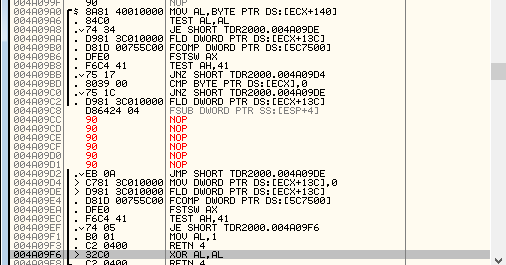 004A099F   90   NOP
004A09A0 ┌$ 8A81 40010000 MOV AL,BYTE PTR DS:[ECX+140]
004A09A6 . 84C0 TEST AL,AL
004A09A8 .˅74 34 JE SHORT TDR2000.004A09DE
004A09AA . D981 3C010000 FLD DWORD PTR DS:[ECX+13C]
004A09B0 . D81D 00755C00 FCOMP DWORD PTR DS:[5C7500]
004A09B6 . DFE0 FSTSW AX
004A09B8 . F6C4 41 TEST AH,41
004A09BB .˅75 17 JNZ SHORT TDR2000.004A09D4
004A09BD . 8039 00 CMP BYTE PTR DS:[ECX],0
004A09C0 .˅75 1C JNZ SHORT TDR2000.004A09DE
004A09C2 . D981 3C010000 FLD DWORD PTR DS:[ECX+13C]
004A09C8 D86424 04 FSUB DWORD PTR SS:[ESP+4]
004A09CC 90 NOP
004A09CD 90 NOP
004A09CE 90 NOP
004A09CF 90 NOP
004A09D0 90 NOP
004A09D1 90 NOP
004A09D2 .˅EB 0A JMP SHORT TDR2000.004A09DE
004A09D4 > C781 3C010000 MOV DWORD PTR DS:[ECX+13C],0
004A09DE > D981 3C010000 FLD DWORD PTR DS:[ECX+13C]
004A09E4 . D81D 00755C00 FCOMP DWORD PTR DS:[5C7500]
004A09EA . DFE0 FSTSW AX
004A09EC . F6C4 41 TEST AH,41
004A09EF .˅74 05 JE SHORT TDR2000.004A09F6
004A09F1 . B0 01 MOV AL,1
004A09F3 . C2 0400 RETN 4
004A09F6 > 32C0 XOR AL,AL
004A09F8 . C2 0400 RETN 4